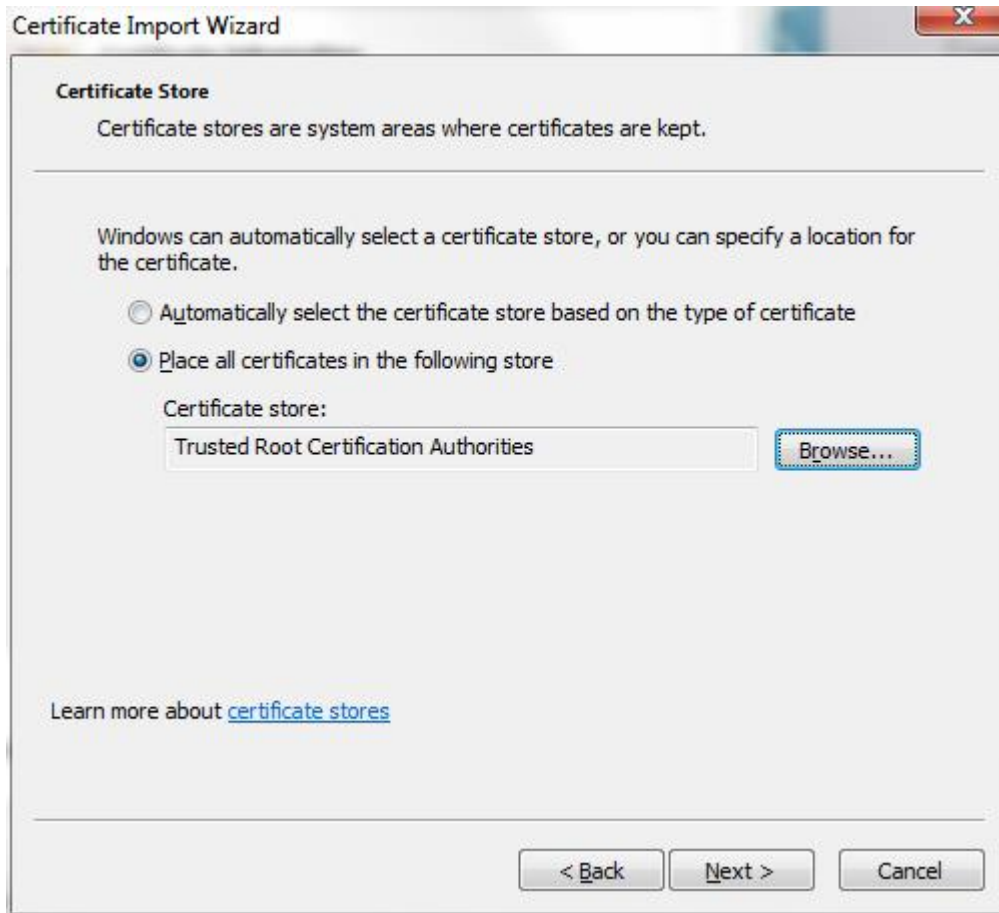 Certificate Import Wizard
Certificate Store
Certificate stores are system areas where certificates are kept.
Windows can automatically select a certificate store, or you can specify a location for
the certificate.
Automatically select the certificate store based on the type of certificate
Place all certificates in the following store
Certificate store:
Trusted Root Certification Authorities
Browse...
Learn more about certificate stores
< Back Next > Cancel